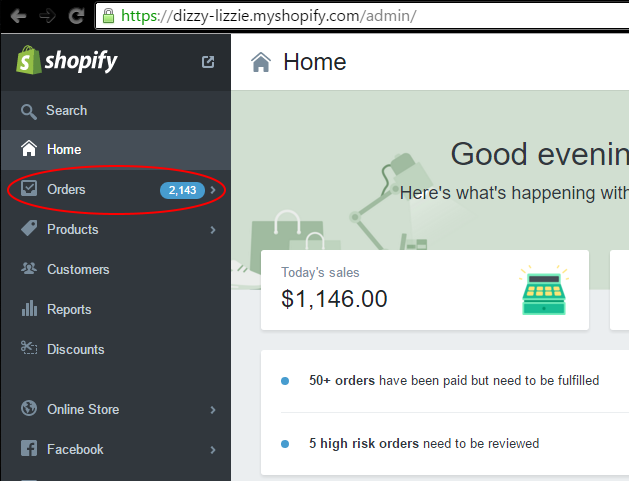 https://dizzy-lizzie.myshopify.com/admin/
shopify
Home
Search
Home
Orders 2,143
Products
Customers
Reports
Discounts
Online Store
Facebook
Good evenin
Here's what's happening with
Today's sales
$1,146.00
50+ orders have been paid but need to be fulfilled
5 high risk orders need to be reviewed